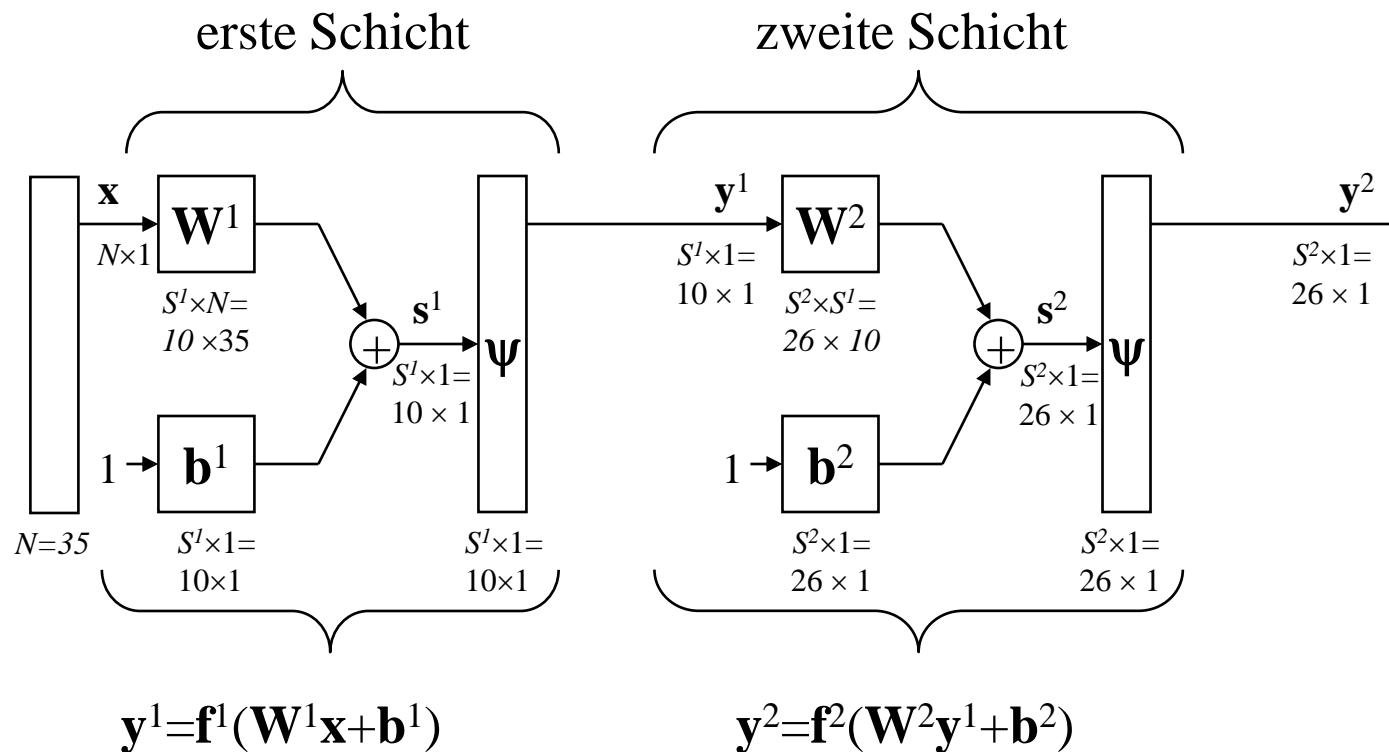 erste Schicht
zweite Schicht
x
N×1
W¹
S¹×N=
10 ×35
1
b¹
S¹×1=
10×1
N=35
+
s¹
S¹×1=
10 × 1
ψ
S¹×1=
10×1
y¹
S¹×1=
10 × 1
W²
S²×S¹=
26 × 10
1
b²
S²×1=
26 × 1
+
s²
S²×1=
26 × 1
ψ
S²×1=
26 × 1
y²
S²×1=
26 × 1
y¹=f¹(W¹x+b¹)
y²=f²(W²y¹+b²)